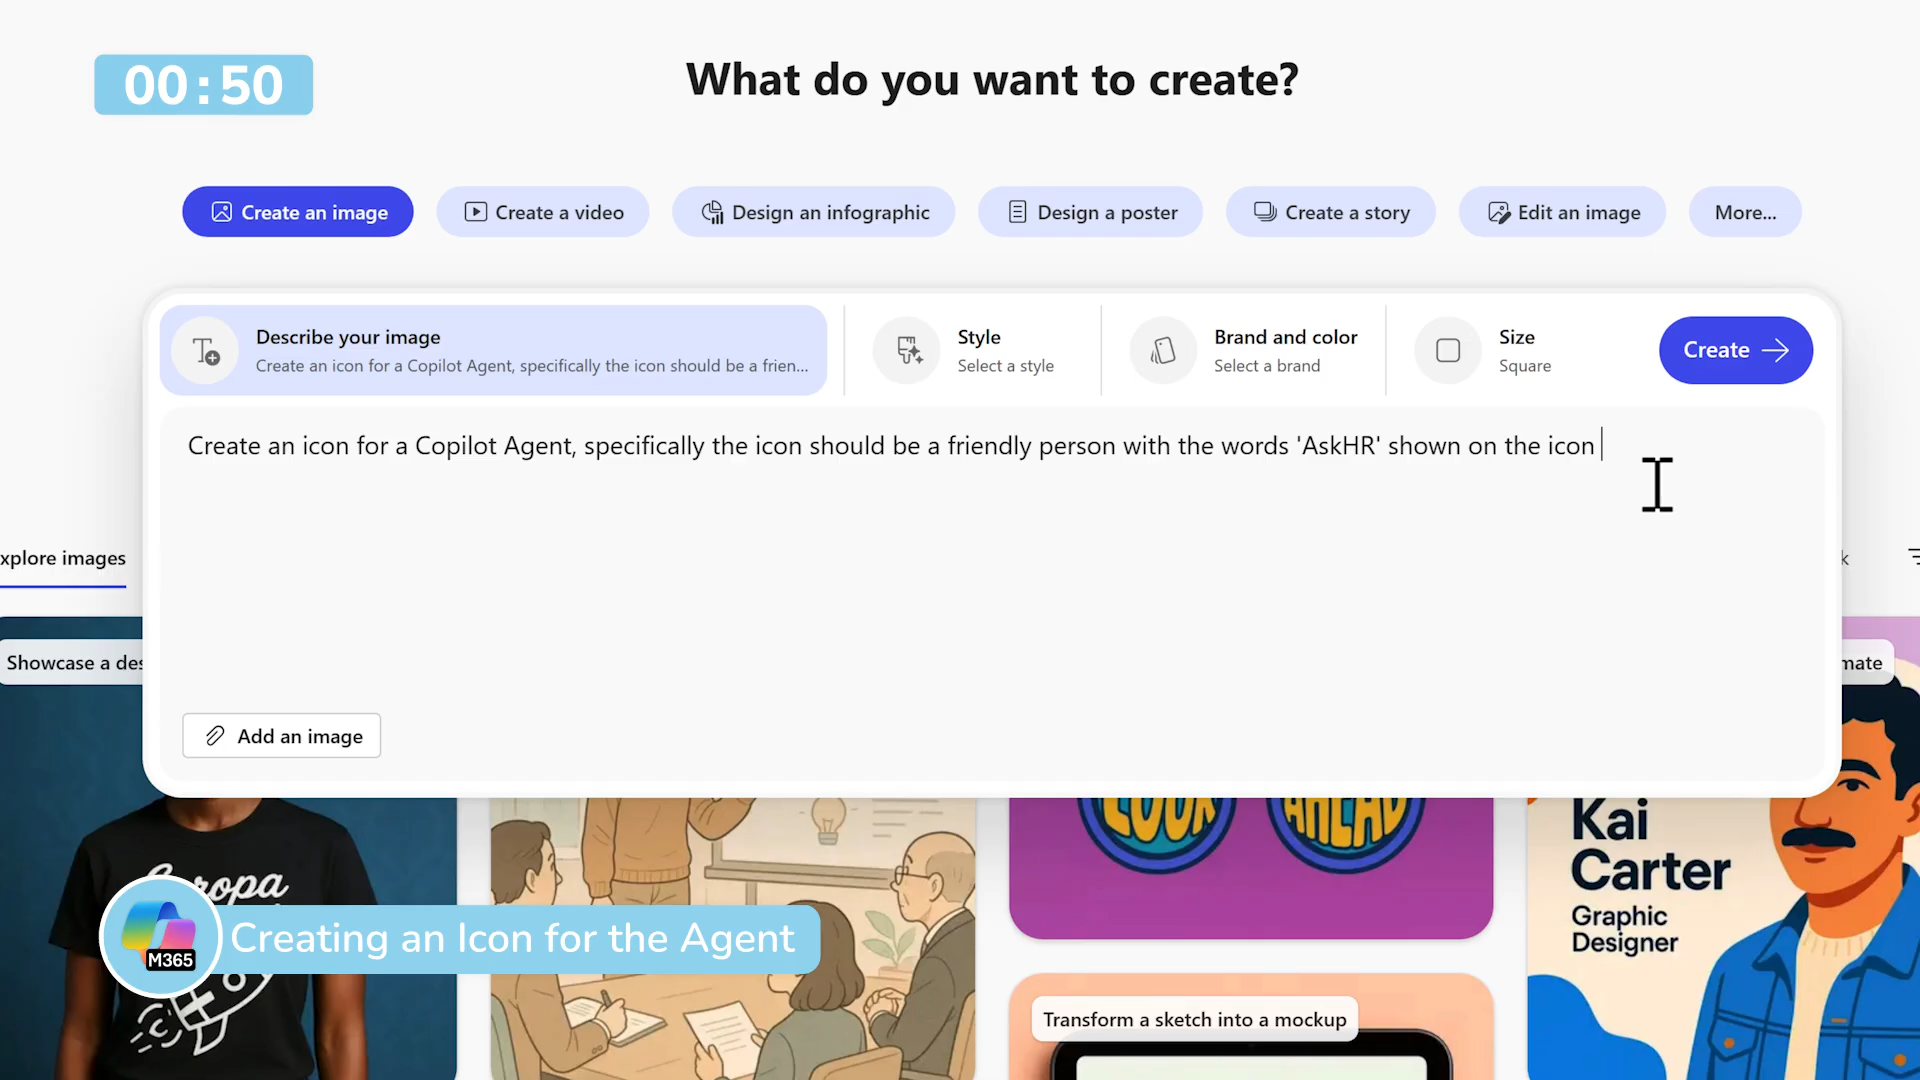 00:50
What do you want to create?
Create an image
Create a video
Design an infographic
Design a poster
Create a story
Edit an image
More...
Describe your image
Create an icon for a Copilot Agent, specifically the icon should be a frien...
Style
Select a style
Brand and color
Select a brand
Size
Square
Create
Create an icon for a Copilot Agent, specifically the icon should be a friendly person with the words 'AskHR' shown on the icon
xplore images
k
Showcase a des
mate
Add an image
LOOK
AHEAD
Kai
Carter
Graphic
Designer
Europa
M365
Creating an Icon for the Agent
Transform a sketch into a mockup